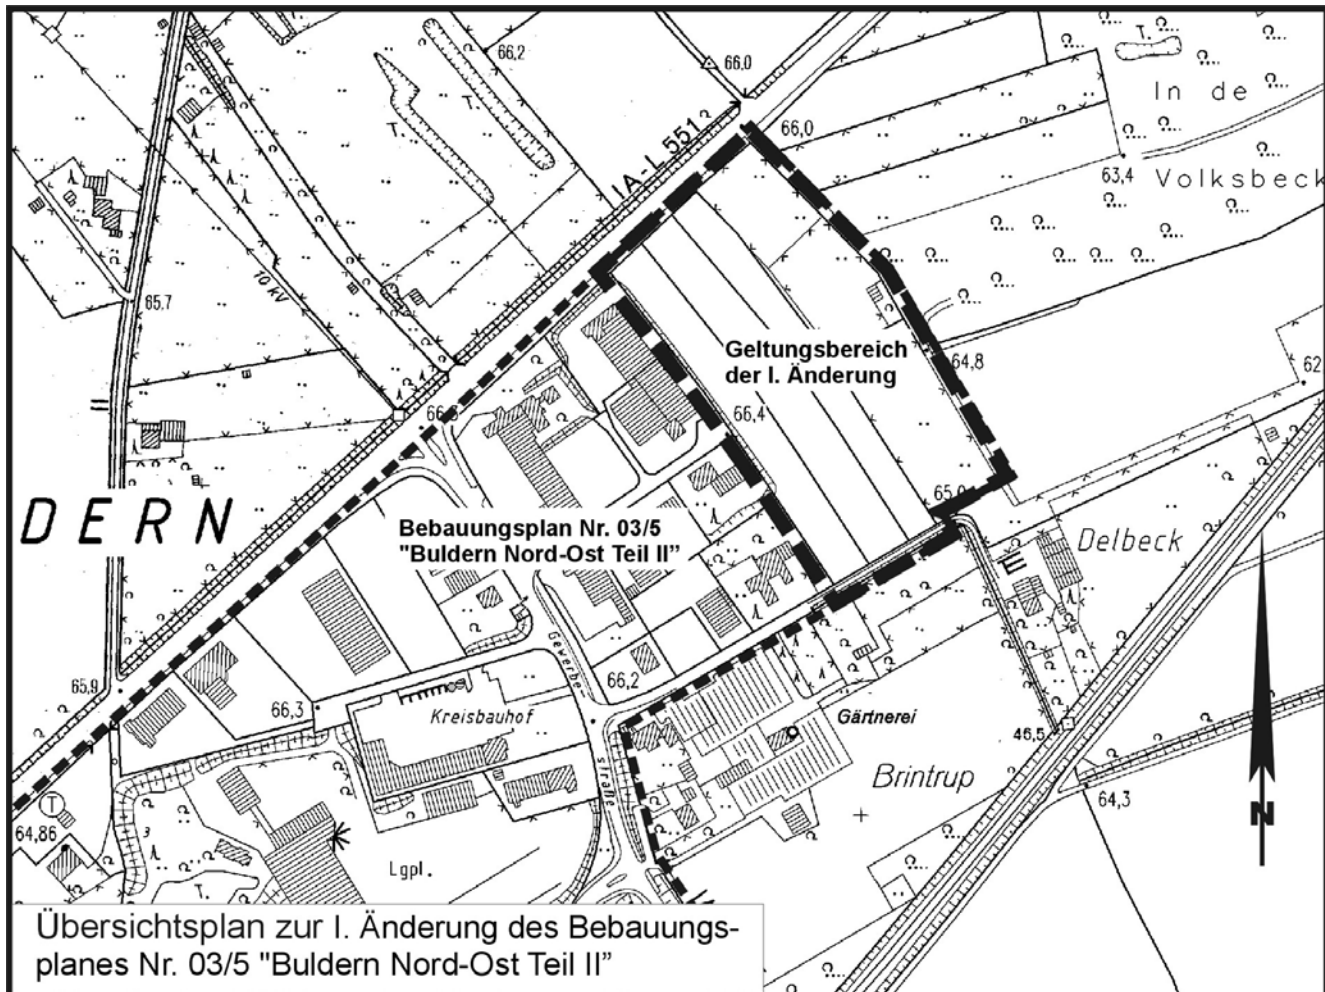 66,2
66,0
T.
T.
T.
In de
Volksbeck
66,0
63,4
IA-L 551
10 kV
65.7
Geltungsbereich
der I. Änderung
64,8
62
66,4
DERN
65,0
Bebauungsplan Nr. 03/5
"Buldern Nord-Ost Teil II”
Delbeck
65,9
66,3
66,2
Gewerbe-
straße
Kreisbauhof
Gärtnerei
46,5
Brintrup
64,3
T
64,86
3
Lgpl.
T.
N
Übersichtsplan zur I. Änderung des Bebauungs-
planes Nr. 03/5 "Buldern Nord-Ost Teil II”